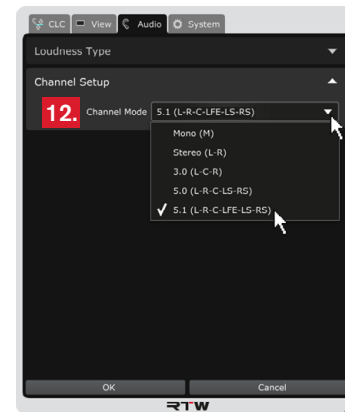 CLC View Audio System
Loudness Type
Channel Setup
12. Channel Mode 5.1 (L-R-C-LFE-LS-RS)
Mono (M)
Stereo (L-R)
3.0 (L-C-R)
5.0 (L-R-C-LS-RS)
5.1 (L-R-C-LFE-LS-RS)
OK Cancel
RTW